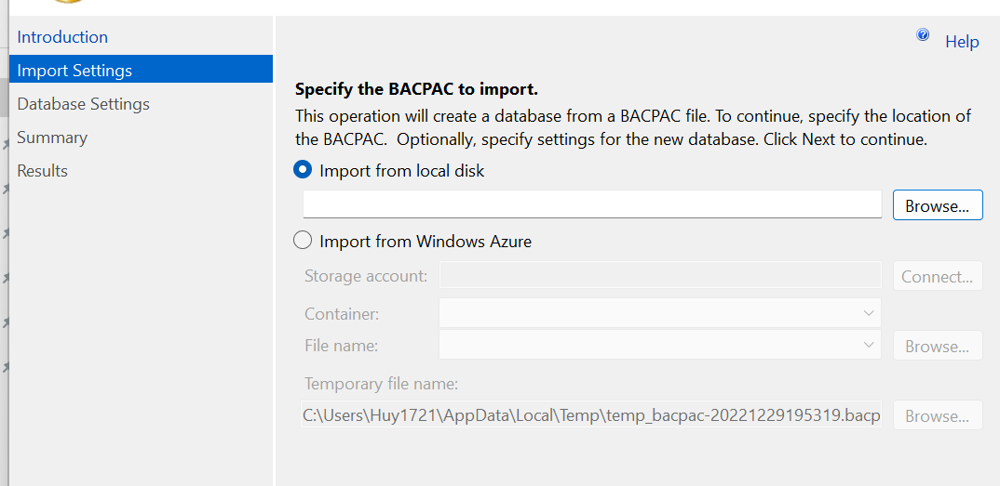 Introduction
Import Settings
Database Settings
Summary
Results
Help
Specify the BACPAC to import.
This operation will create a database from a BACPAC file. To continue, specify the location of
the BACPAC.  Optionally, specify settings for the new database. Click Next to continue.
Import from local disk
Browse...
Import from Windows Azure
Storage account:
Connect...
Container:
File name:
Browse...
Temporary file name:
C:\Users\Huy1721\AppData\Local\Temp\temp_bacpac-20221229195319.bacp
Browse...